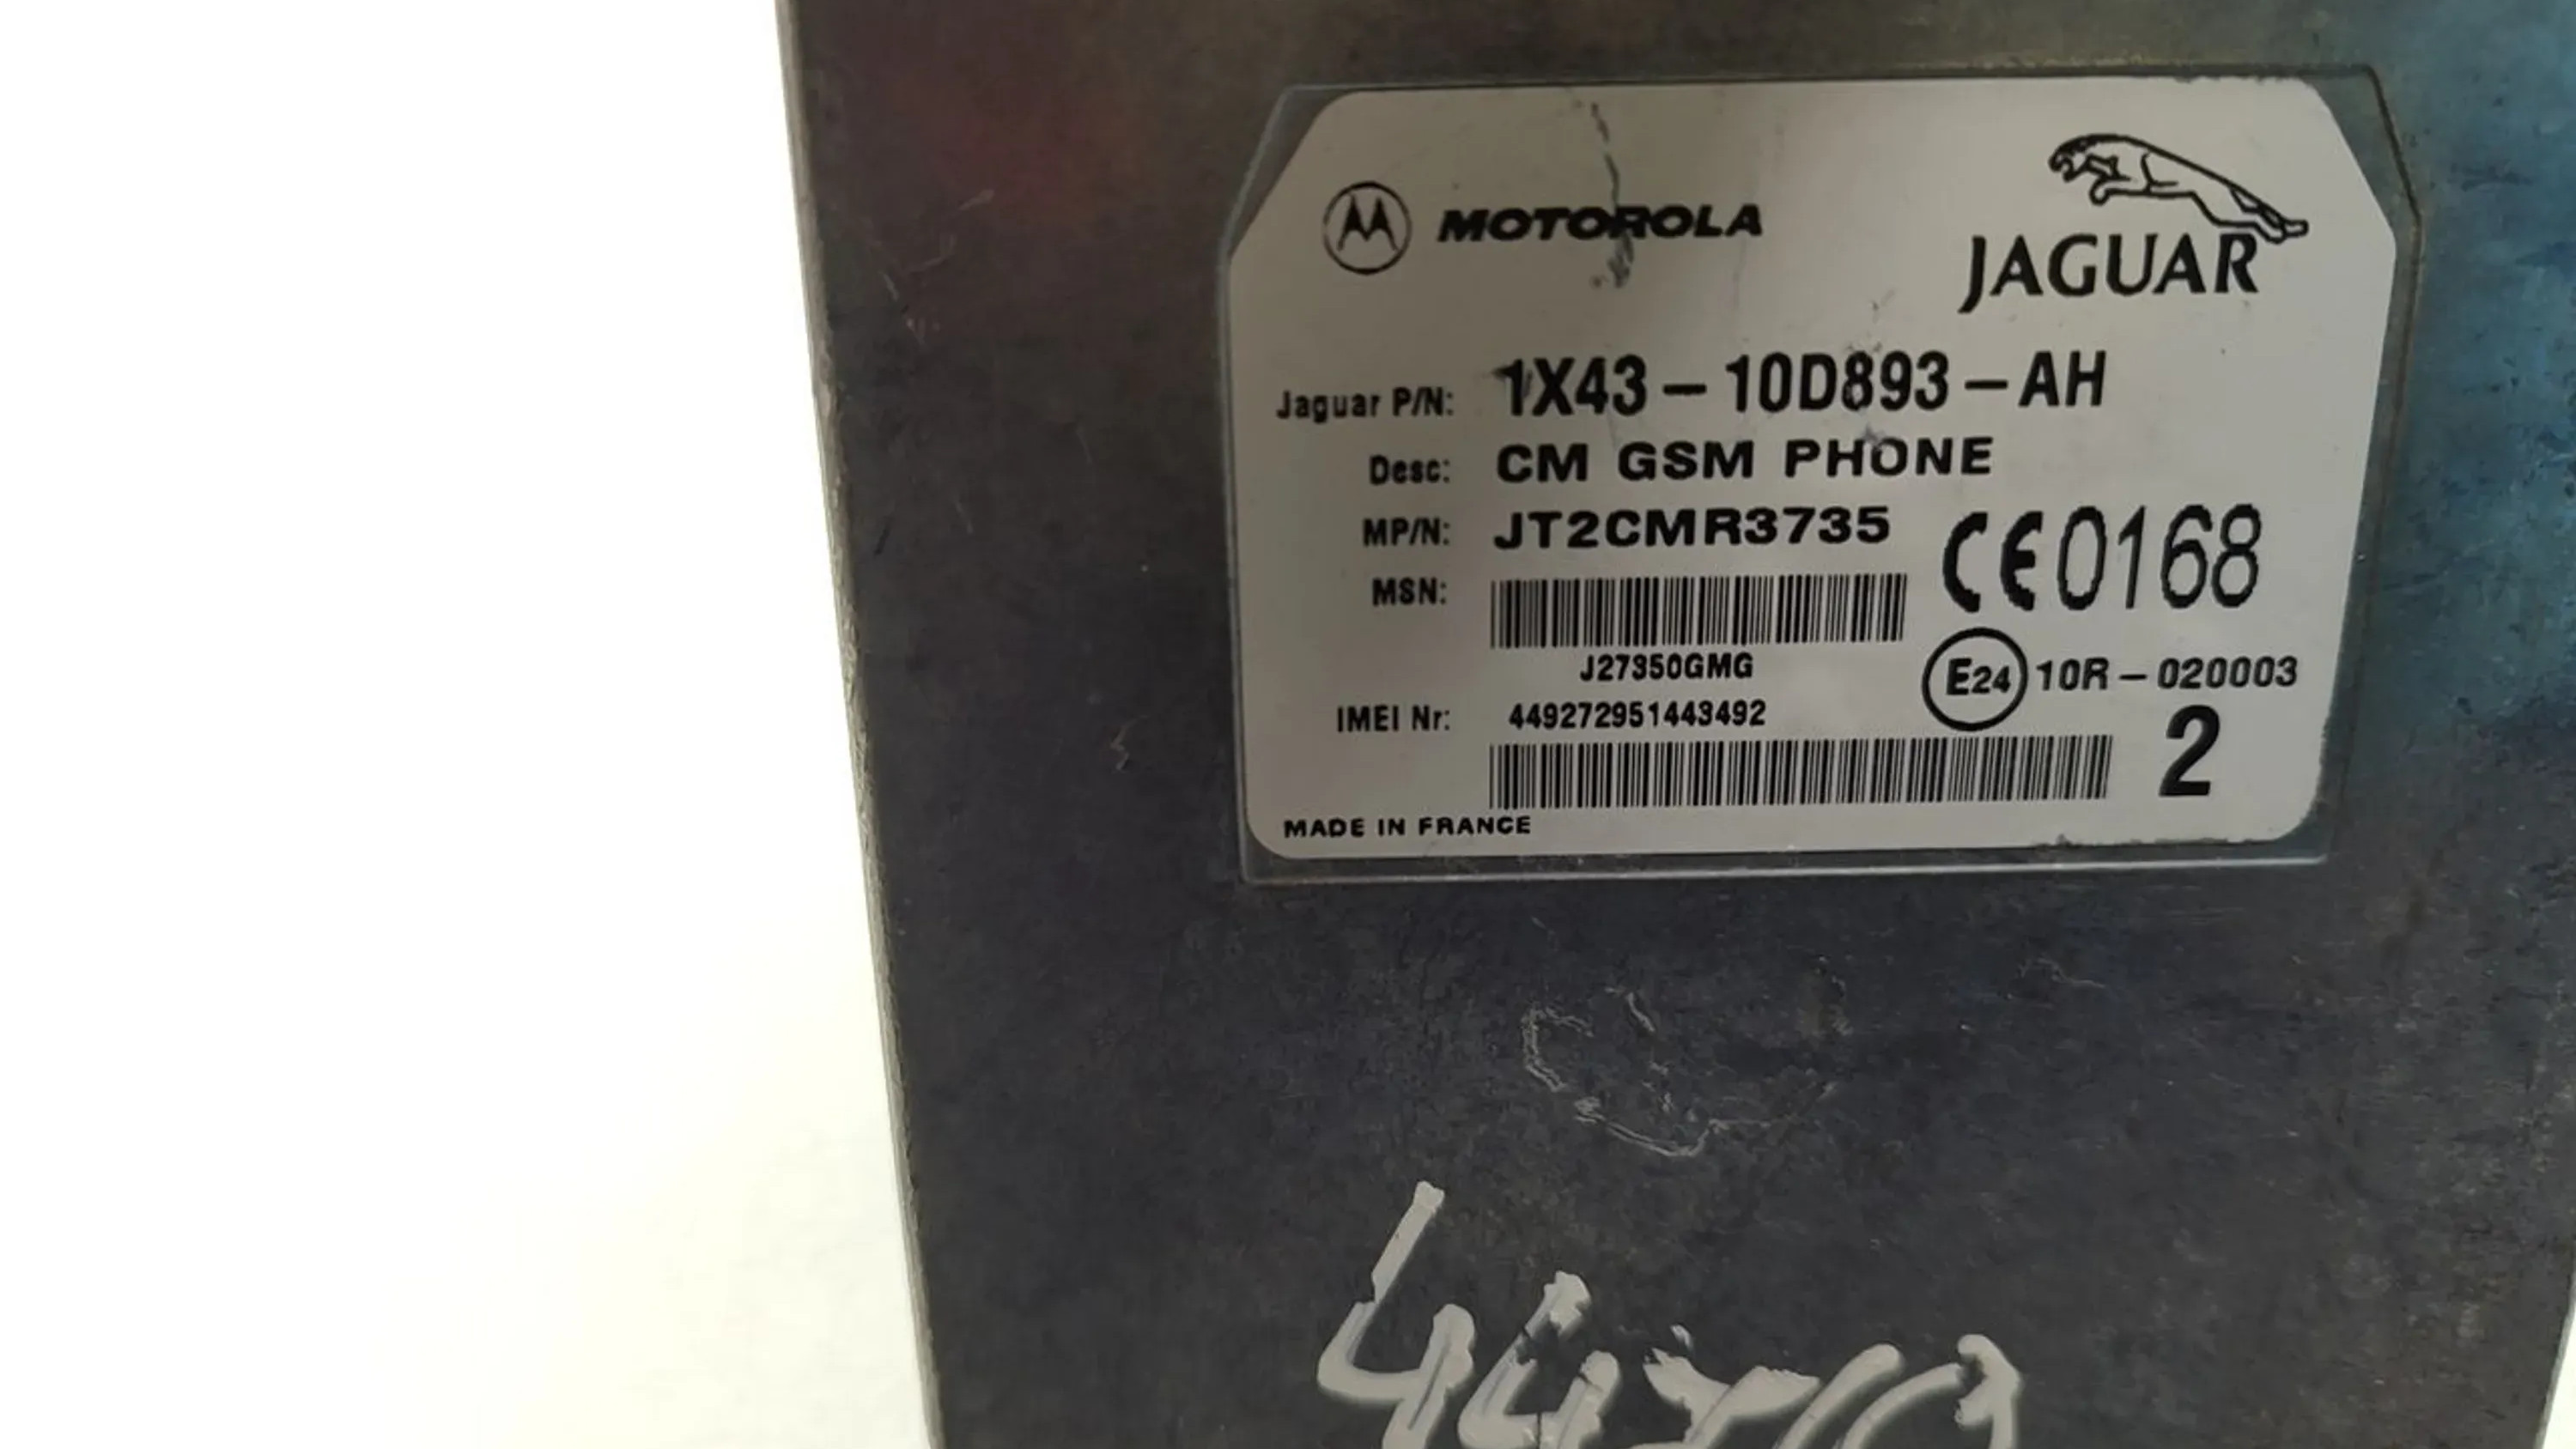 MOTOROLA
JAGUAR
Jaguar P/N: 1X43-10D893-AH
Desc: CM GSM PHONE
MP/N: JT2CMR3735
CE0168
MSN:
J27350GMG
E24 10R-020003
IMEI Nr: 449272951443492
2
MADE IN FRANCE